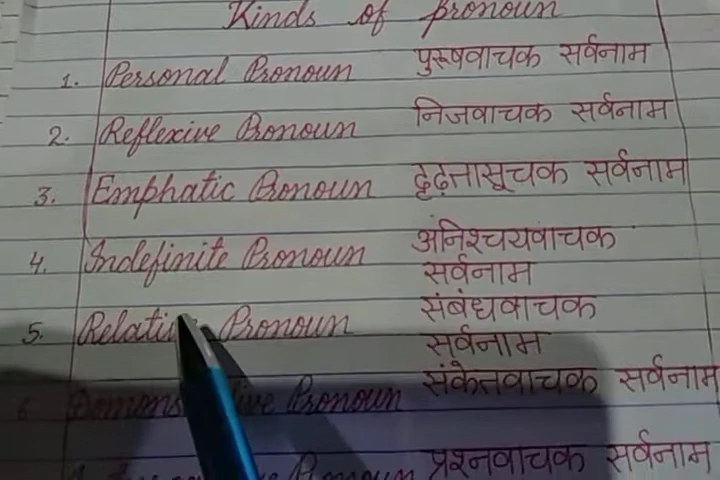 Kinds of pronoun
1. Personal Pronoun पुरूषवाचक सर्वनाम
2. Reflexive Pronoun निजवाचक सर्वनाम
3. Emphatic Pronoun दृढ़तासूचक सर्वनाम
4. Indefinite Pronoun अनिश्चयवाचक
सर्वनाम
5. Pronoun संबंधवाचक
सर्वनाम
Pronoun संकेतवाचक सर्वनाम
Pronoun प्रश्नवाचक सर्वनाम